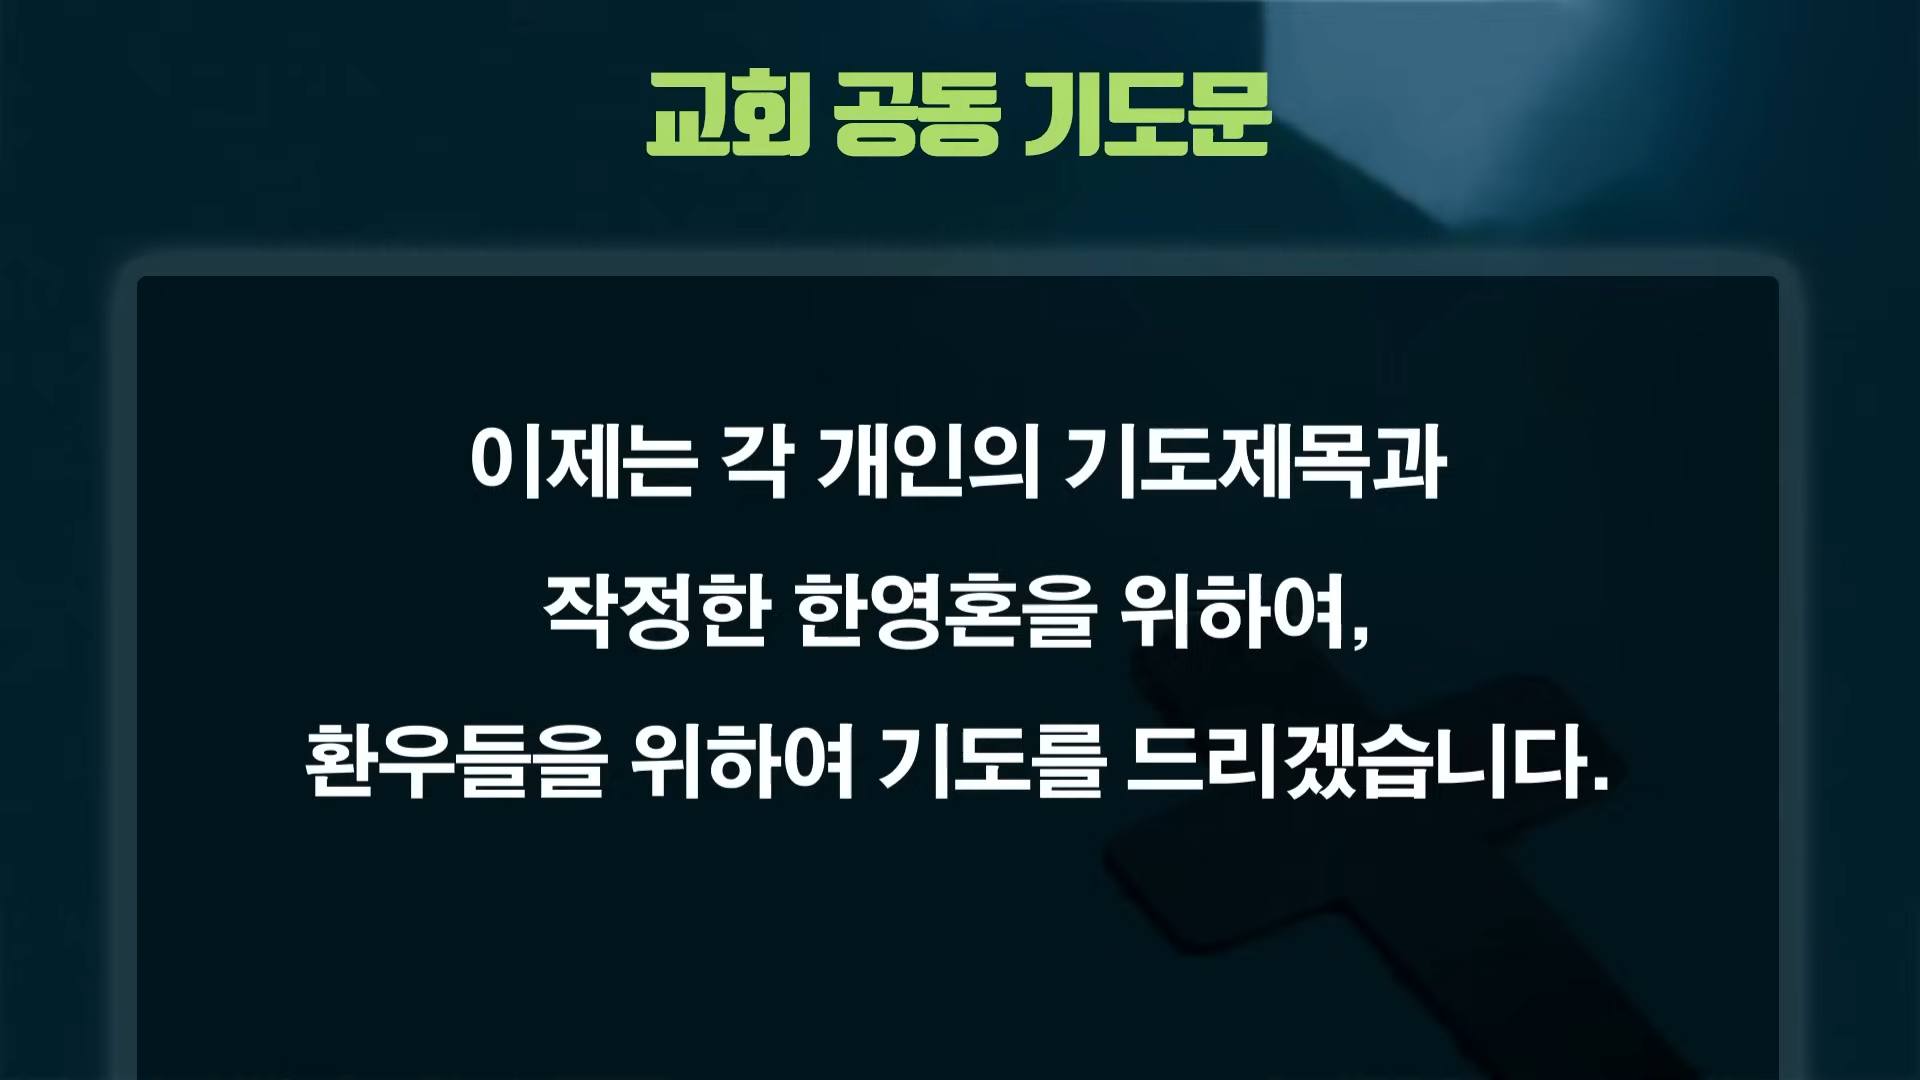 교회 공동 기도문
이제는 각 개인의 기도제목과
작정한 한영혼을 위하여,
환우들을 위하여 기도를 드리겠습니다.